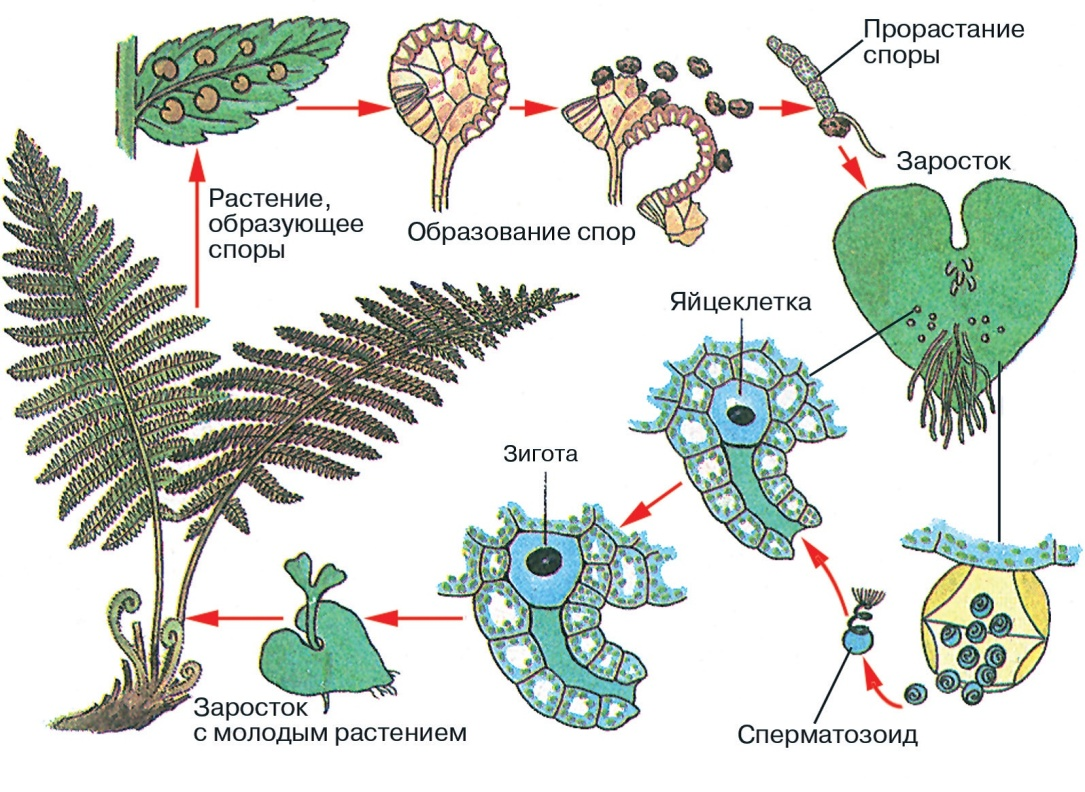 Прорастание
споры
Заросток
Растение,
образующее
споры
Образование спор
Яйцеклетка
Зигота
Заросток
с молодым растением
Сперматозоид